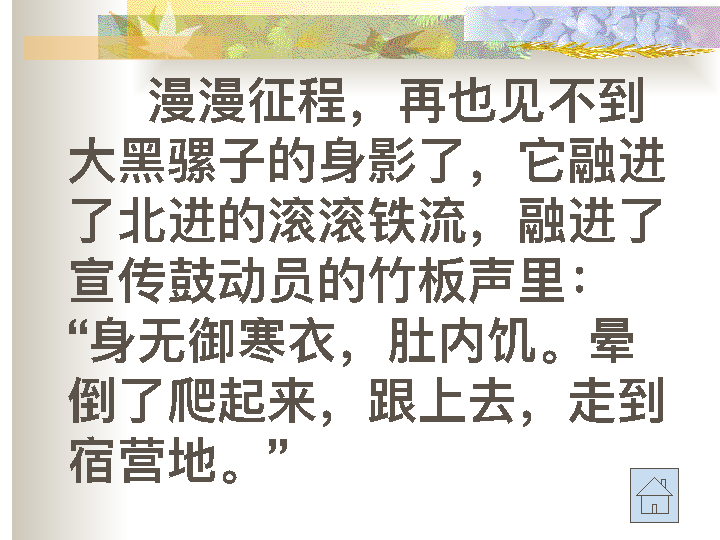 漫漫征程，再也见不到
大黑骡子的身影了，它融进
了北进的滚滚铁流，融进了
宣传鼓动员的竹板声里：
“身无御寒衣，肚内饥。晕
倒了爬起来，跟上去，走到
宿营地。”